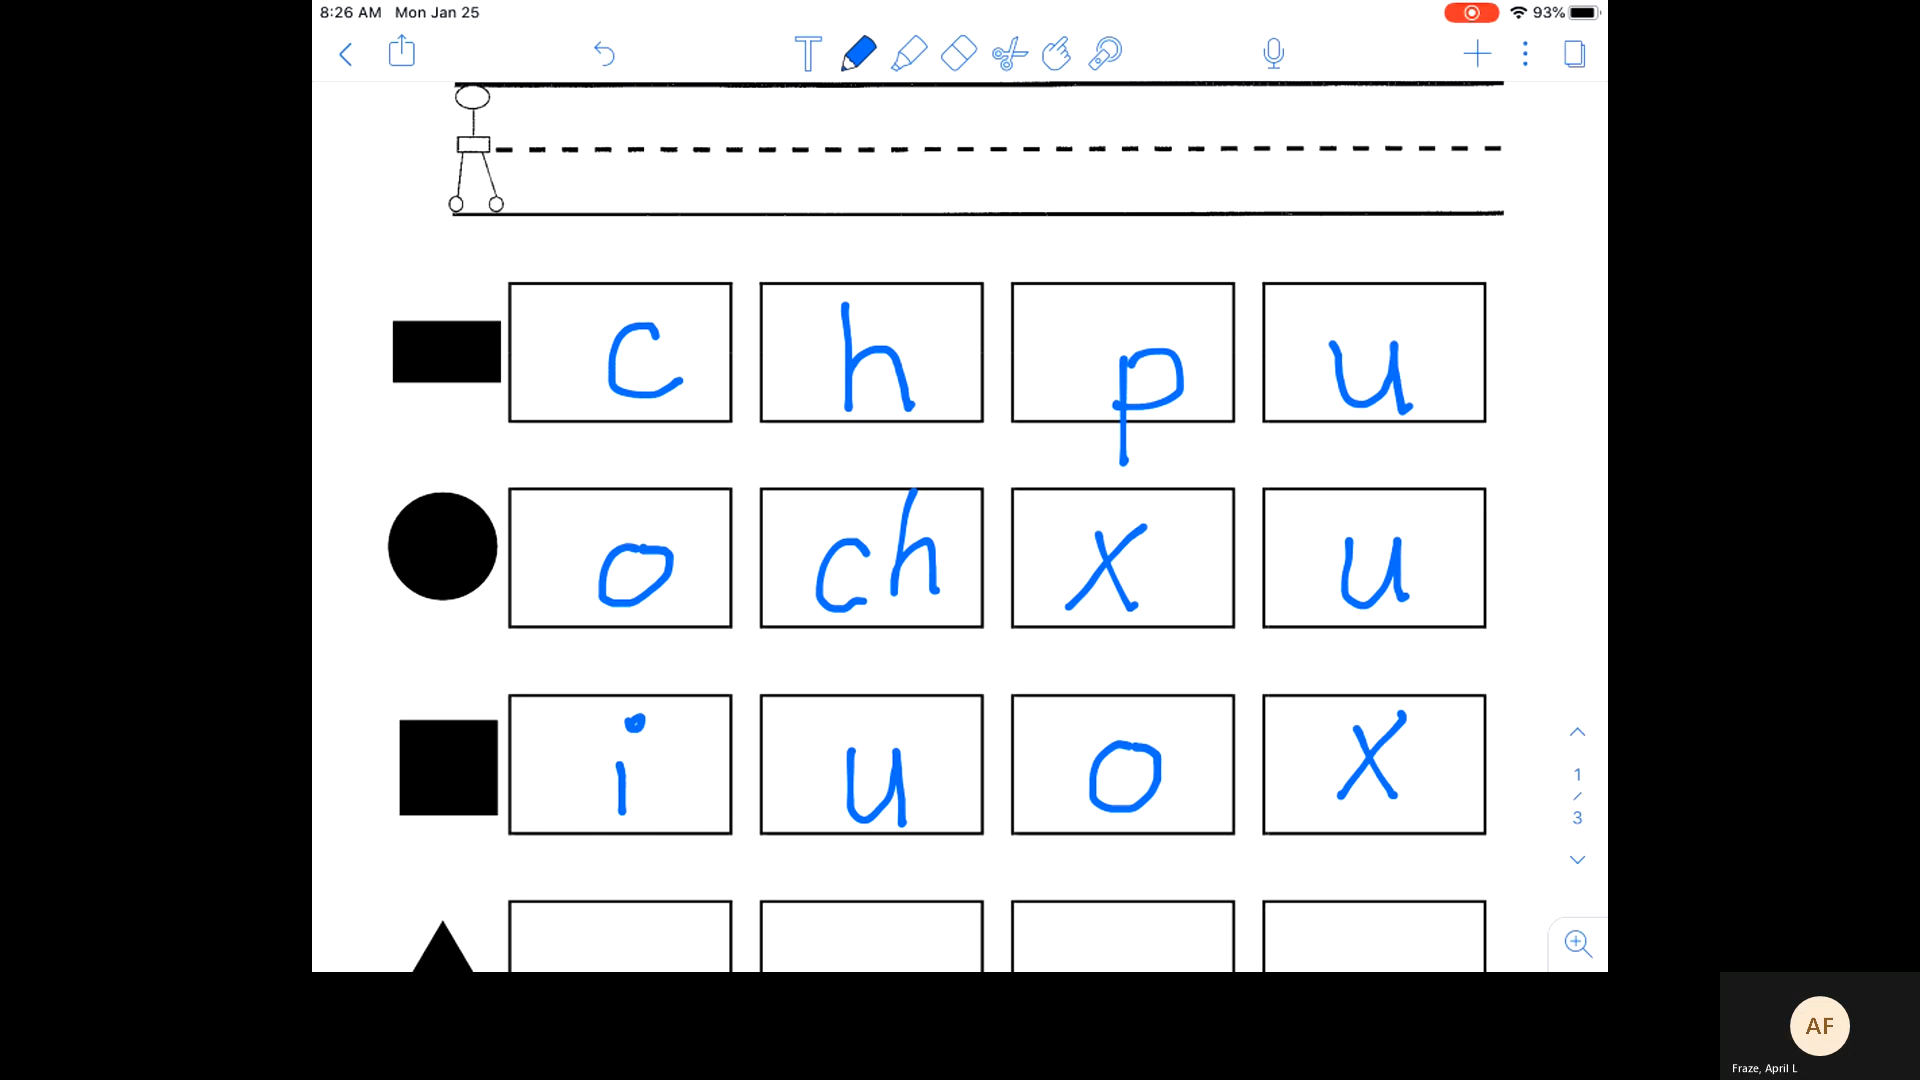 8:26 AM Mon Jan 25 93%
T
c h p u
o ch x u
i u o x
1
/
3
AF
Fraze, April L